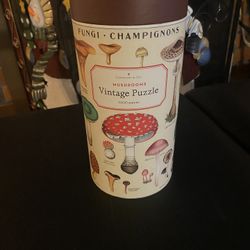 FUNGI · CHAMPIGNONS
MUSHROOMS
Vintage Puzzle